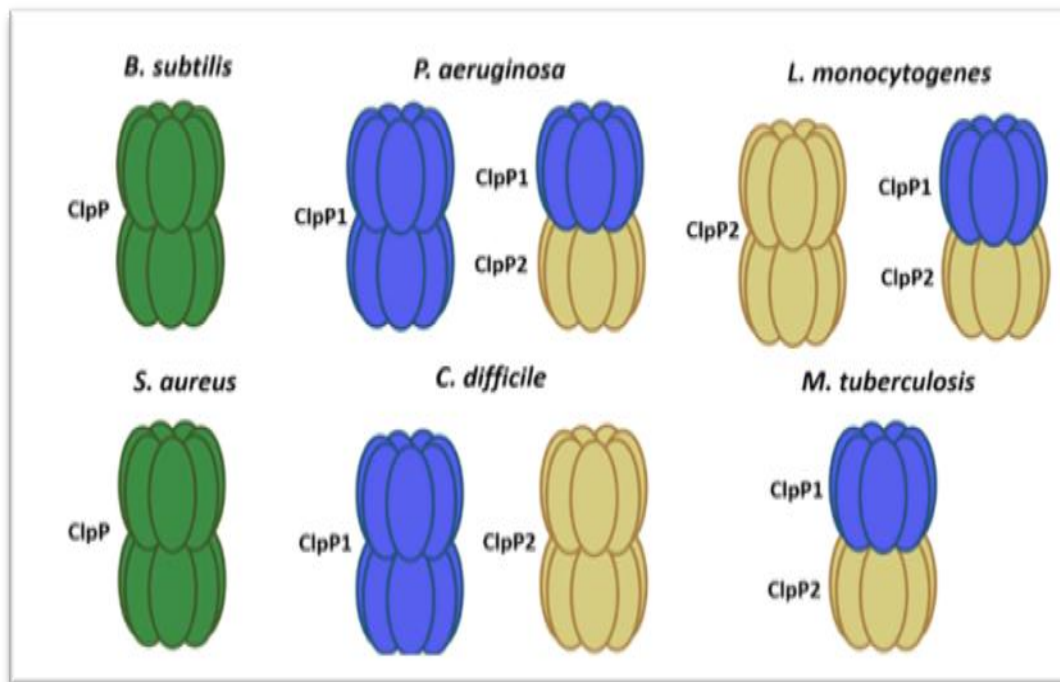 B. subtilis
P. aeruginosa
L. monocytogenes
ClpP
ClpP1
ClpP1
ClpP2
ClpP2
ClpP1
ClpP2
S. aureus
C. difficile
M. tuberculosis
ClpP
ClpP1
ClpP2
ClpP1
ClpP2